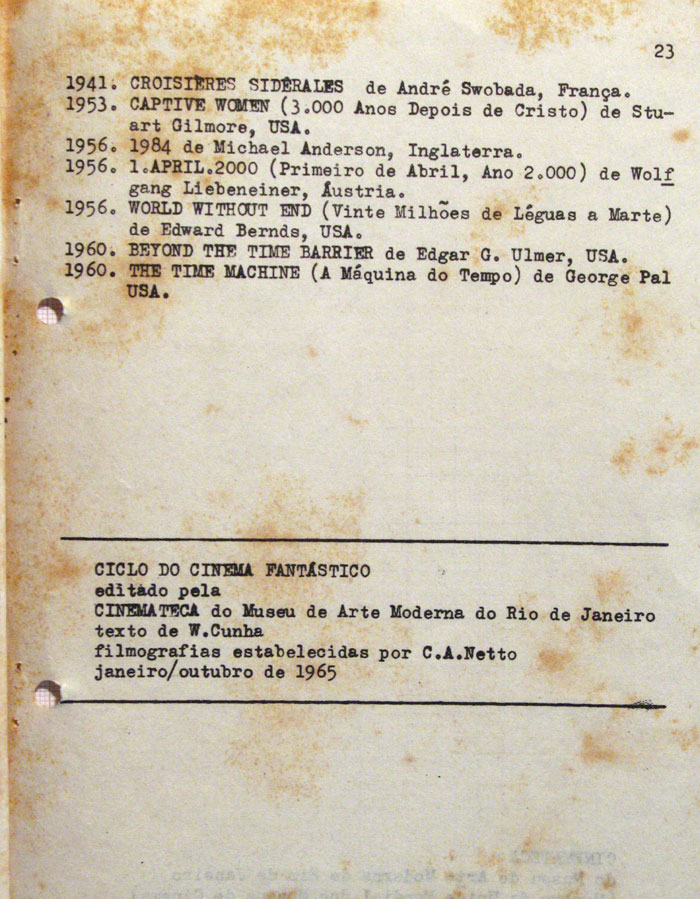 23
1941. CROISIÈRES SIDÉRALES de André Swobada, França.
1953. CAPTIVE WOMEN (3.000 Anos Depois de Cristo) de Stu-
art Gilmore, USA.
1956. 1984 de Michael Anderson, Inglaterra.
1956. 1.APRIL.2000 (Primeiro de Abril, Ano 2.000) de Wolf
gang Liebeneiner, Áustria.
1956. WORLD WITHOUT END (Vinte Milhões de Léguas a Marte)
de Edward Bernds, USA.
1960. BEYOND THE TIME BARRIER de Edgar G. Ulmer, USA.
1960. THE TIME MACHINE (A Máquina do Tempo) de George Pal
USA.
CICLO DO CINEMA FANTÁSTICO
editado pela
CINEMATECA do Museu de Arte Moderna do Rio de Janeiro
texto de W.Cunha
filmografias estabelecidas por C.A.Netto
janeiro/outubro de 1965